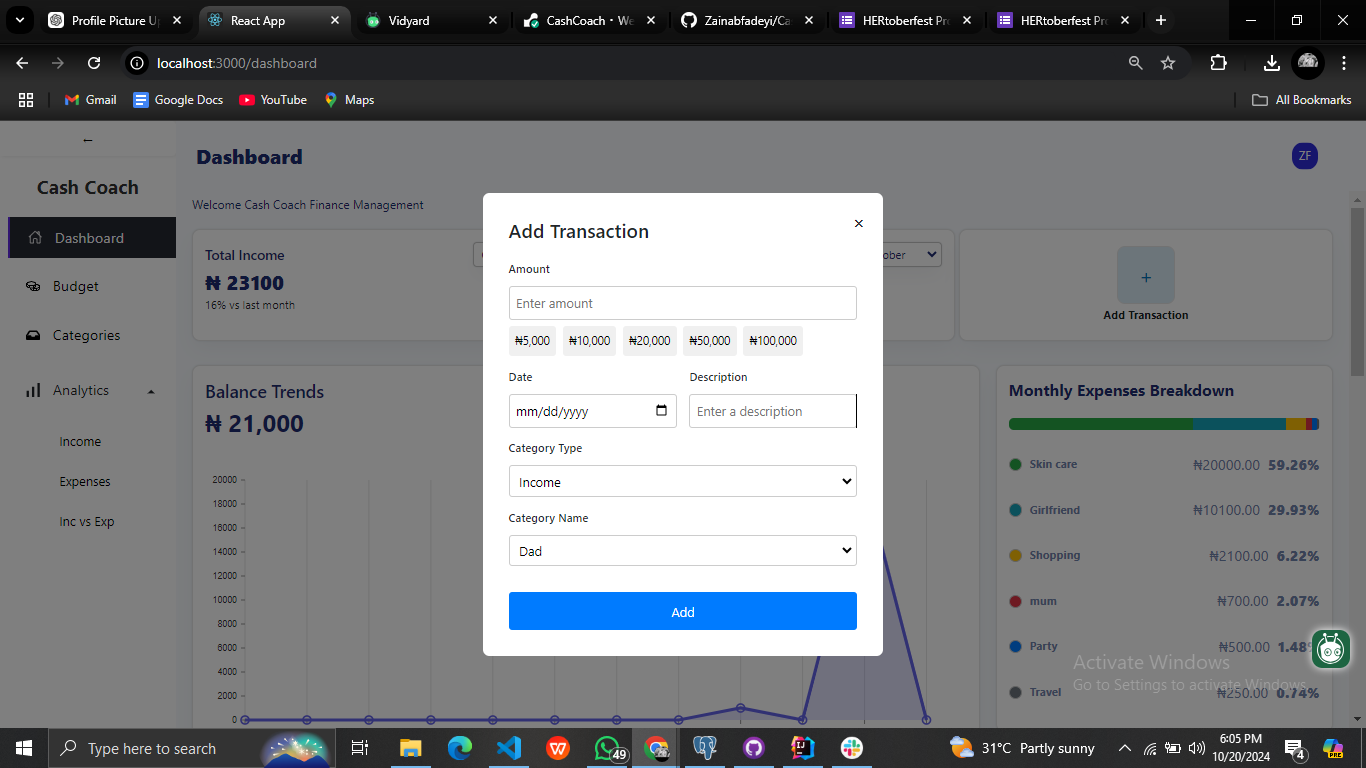 Profile Picture U
React App
Vidyard
CashCoach · We
Zainabfadeyi/Ca
HERtoberfest Pr
HERtoberfest Pr
localhost:3000/dashboard
Gmail
Google Docs
YouTube
Maps
All Bookmarks
←
Cash Coach
Dashboard
Budget
Categories
Analytics
Income
Expenses
Inc vs Exp
Dashboard
ZF
Welcome Cash Coach Finance Management
Total Income
₦ 23100
16% vs last month
ober
+
Add Transaction
Add Transaction
×
Amount
Enter amount
₦5,000 ₦10,000 ₦20,000 ₦50,000 ₦100,000
Date Description
mm/dd/yyyy Enter a description
Category Type
Income
Category Name
Dad
Add
Balance Trends
₦ 21,000
20000
18000
16000
14000
12000
10000
8000
6000
4000
2000
0
Monthly Expenses Breakdown
Skin care ₦20000.00 59.26%
Girlfriend ₦10100.00 29.93%
Shopping ₦2100.00 6.22%
mum ₦700.00 2.07%
Party ₦500.00 1.48
Travel ₦250.00 0.74%
Activate Windows
Go to Settings to activate Windows.
Type here to search
49
31°C Partly sunny
6:05 PM
10/20/2024
4
PRE